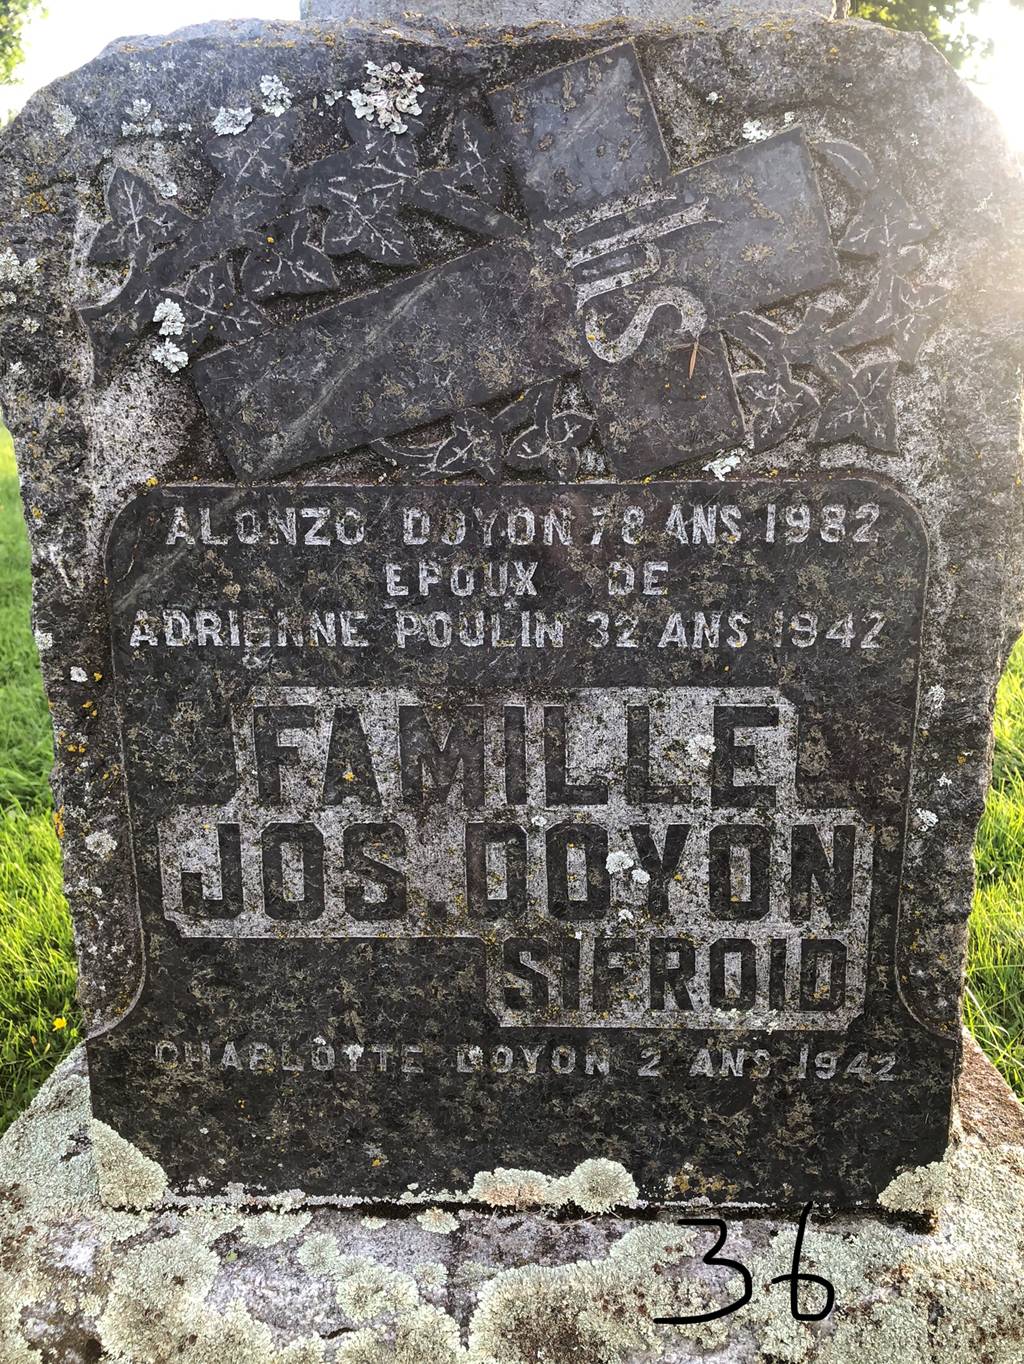 IHS
ALONZO DOYON 78 ANS 1982
EPOUX DE
ADRIENNE POULIN 32 ANS 1942
FAMILLE
JOS. DOYON
SIFROID
CHARLOTTE DOYON 2 ANS 1942
36